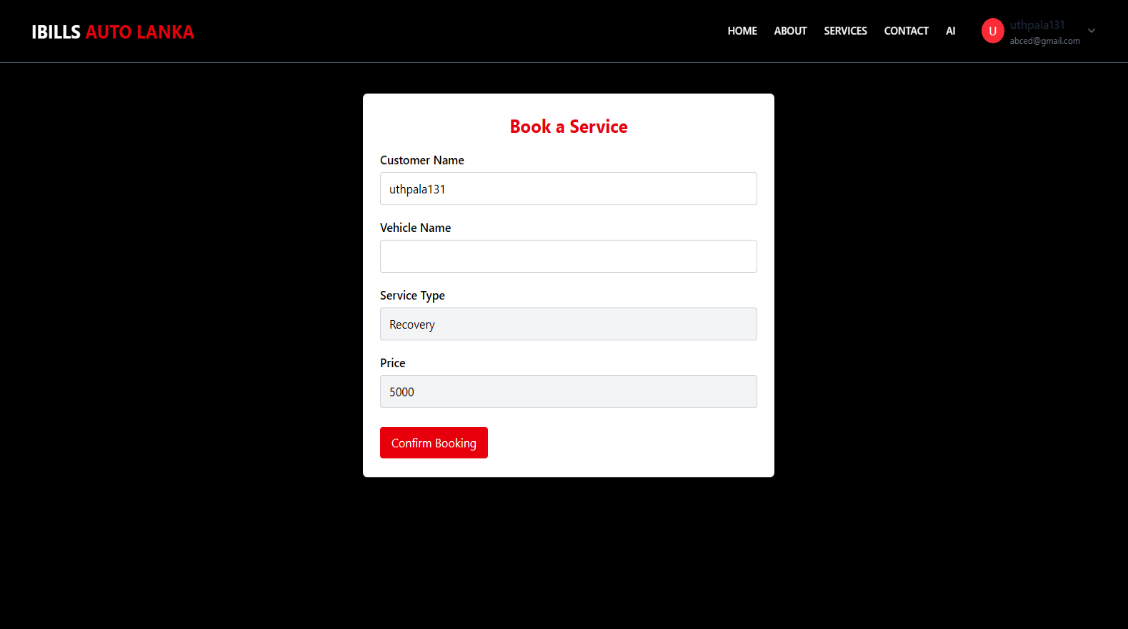 IBILLS AUTO LANKA
HOME ABOUT SERVICES CONTACT AI
U
uthpala131
abced@gmail.com
Book a Service
Customer Name
uthpala131
Vehicle Name
Service Type
Recovery
Price
5000
Confirm Booking